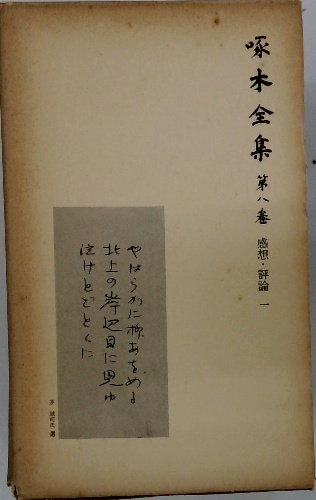 啄木全集 第八巻 感想・評論 一
やはらかに柳あをめる
北上の岸辺目に見ゆ
泣けとごとくに